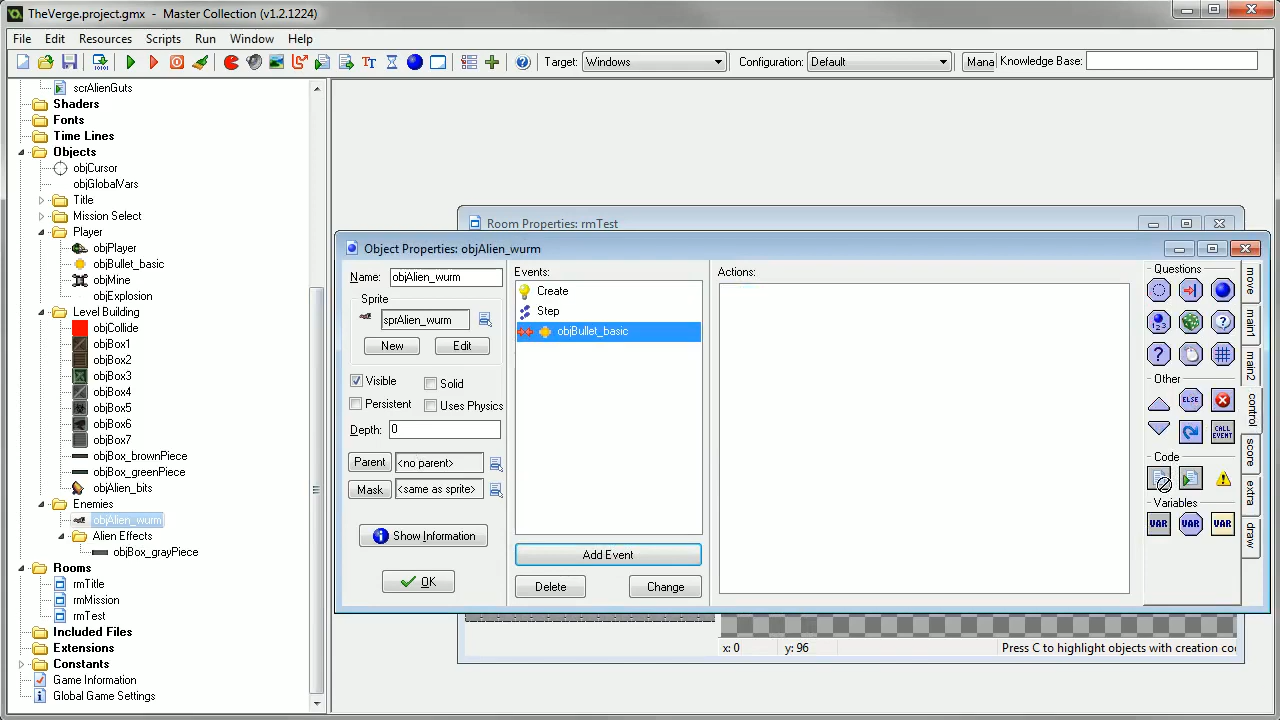 TheVerge.project.gmx - Master Collection (v1.2.1224)
File Edit Resources Scripts Run Window Help
Target: Windows Configuration: Default Mana Knowledge Base:
scrAlienGuts
Shaders
Fonts
Time Lines
Objects
objCursor
objGlobalVars
Title
Mission Select
Player
objPlayer
objBullet_basic
objMine
objExplosion
Level Building
objCollide
objBox1
objBox2
objBox3
objBox4
objBox5
objBox6
objBox7
objBox_brownPiece
objBox_greenPiece
objAlien_bits
Enemies
objAlien_wurm
Alien Effects
objBox_grayPiece
Rooms
rmTitle
rmMission
rmTest
Included Files
Extensions
Constants
Game Information
Global Game Settings
Room Properties: rmTest
Object Properties: objAlien_wurm
Name: objAlien_wurm
Sprite
sprAlien_wurm
New Edit
Visible Solid
Persistent Uses Physics
Depth: 0
Parent <no parent>
Mask <same as sprite>
Show Information
OK
Events:
Create
Step
objBullet_basic
Add Event
Delete Change
Actions:
Questions
Other
ELSE
CALL EVENT
Code
Variables
VAR VAR VAR
move
main1
main2
control
score
extra
draw
x: 0 y: 96 Press C to highlight objects with creation co